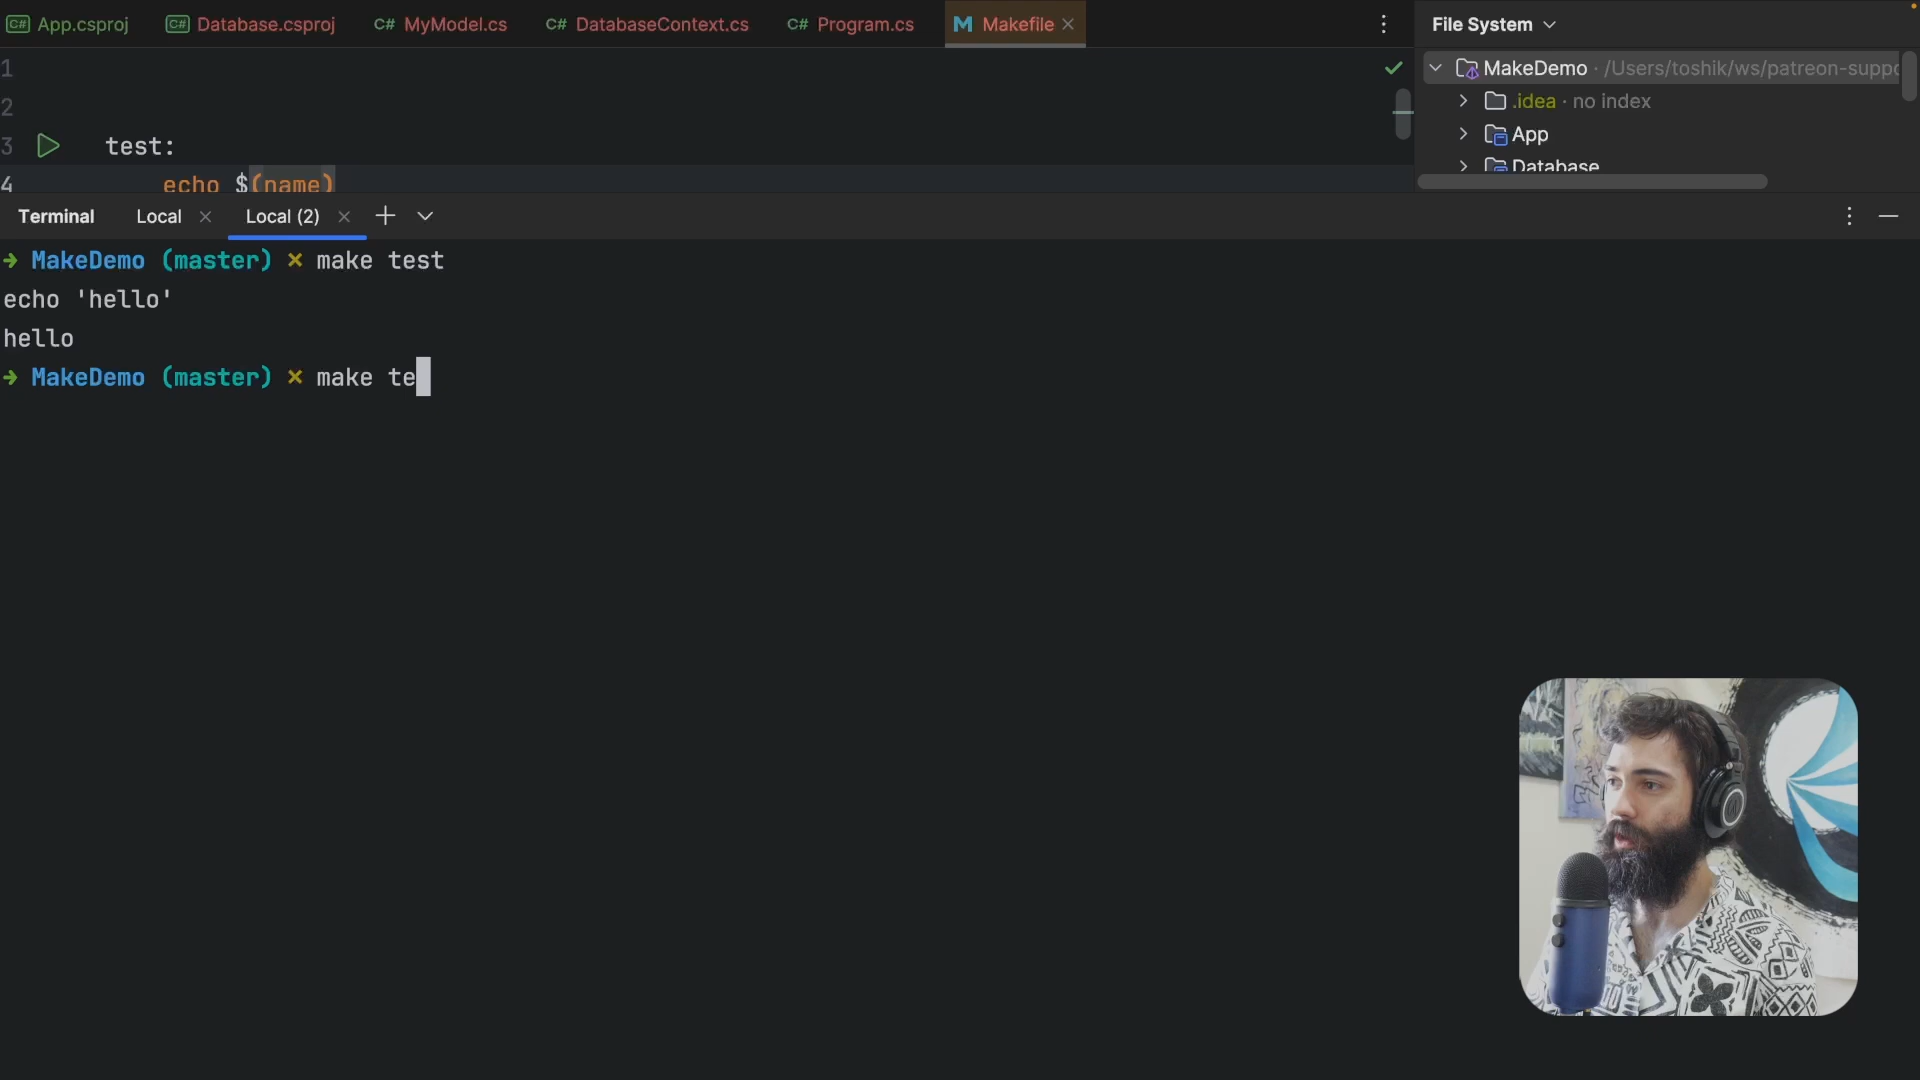 App.csproj Database.csproj MyModel.cs DatabaseContext.cs Program.cs Makefile
File System
1
2
3 test:
4 echo $(name)
MakeDemo · /Users/toshik/ws/patreon-suppo
.idea · no index
App
Database
Terminal Local Local (2)
MakeDemo (master) × make test
echo 'hello'
hello
MakeDemo (master) × make te